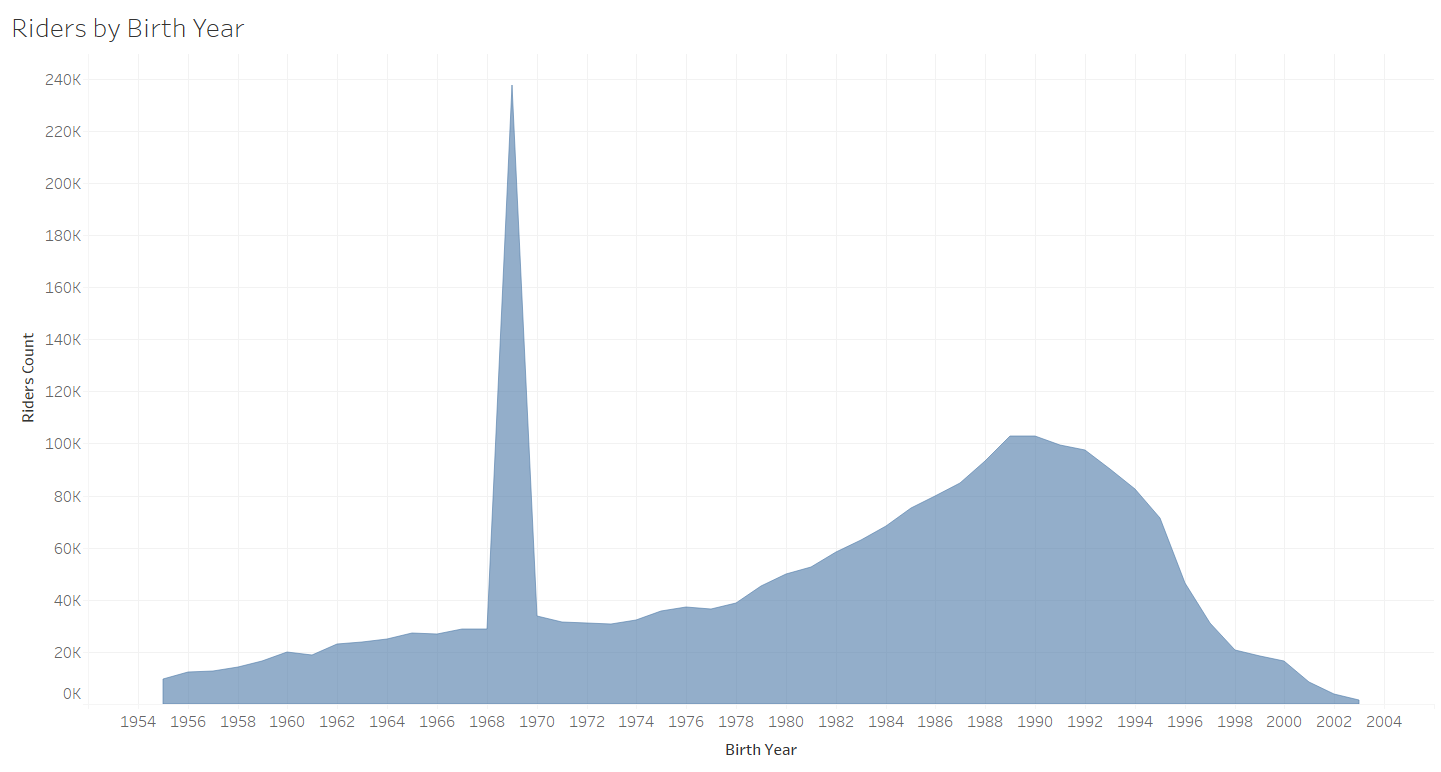 Riders by Birth Year
240K
220K
200K
180K
160K
140K
120K
100K
80K
60K
40K
20K
0K
Riders Count
1954 1956 1958 1960 1962 1964 1966 1968 1970 1972 1974 1976 1978 1980 1982 1984 1986 1988 1990 1992 1994 1996 1998 2000 2002 2004
Birth Year